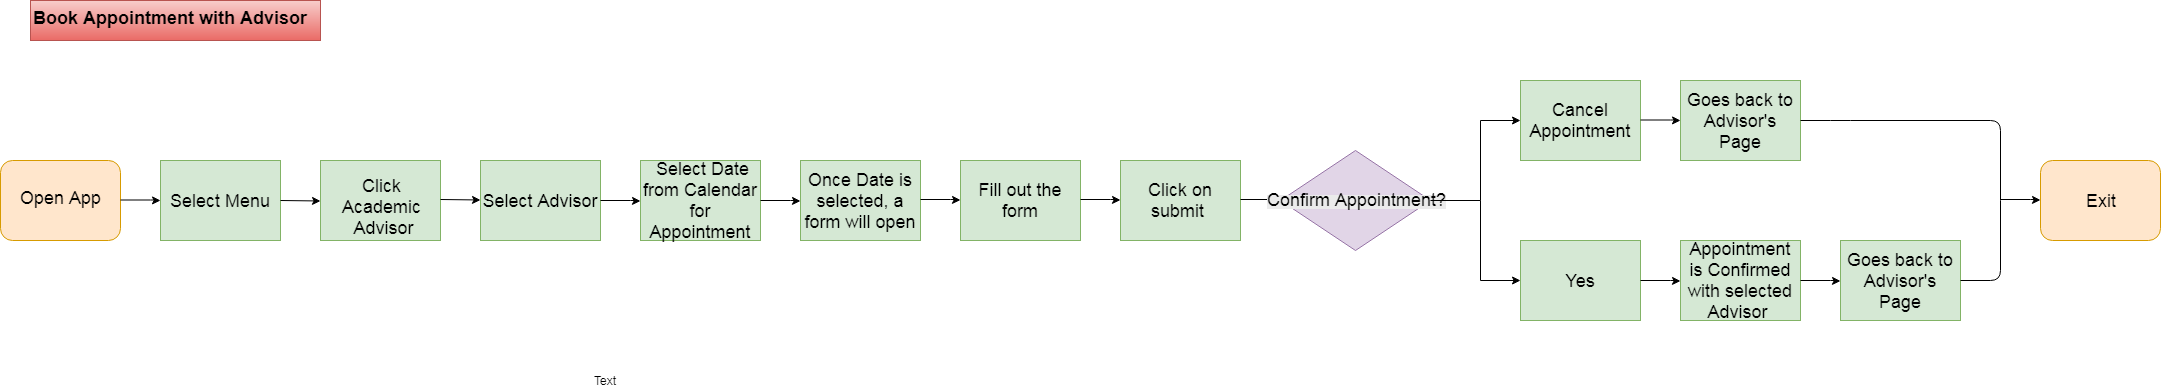 Book Appointment with Advisor
Open App
Select Menu
Click
Academic
Advisor
Select Advisor
Select Date
from Calendar
for
Appointment
Once Date is
selected, a
form will open
Fill out the
form
Click on
submit
Confirm Appointment?
Cancel
Appointment
Goes back to
Advisor's
Page
Yes
Appointment
is Confirmed
with selected
Advisor
Goes back to
Advisor's
Page
Exit
Text